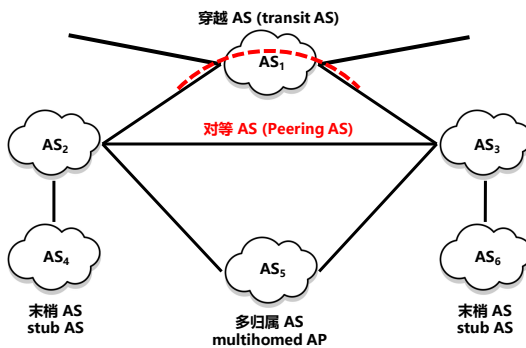 穿越 AS (transit AS)
AS1
对等 AS (Peering AS)
AS2
AS3
AS4
AS5
AS6
末梢 AS
stub AS
多归属 AS
multihomed AP
末梢 AS
stub AS